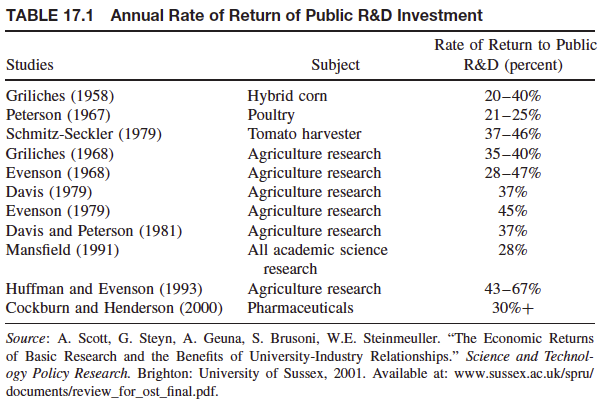 TABLE 17.1 Annual Rate of Return of Public R&D Investment
Rate of Return to Public
Studies Subject R&D (percent)
Griliches (1958) Hybrid corn 20–40%
Peterson (1967) Poultry 21–25%
Schmitz-Seckler (1979) Tomato harvester 37–46%
Griliches (1968) Agriculture research 35–40%
Evenson (1968) Agriculture research 28–47%
Davis (1979) Agriculture research 37%
Evenson (1979) Agriculture research 45%
Davis and Peterson (1981) Agriculture research 37%
Mansfield (1991) All academic science 28%
research
Huffman and Evenson (1993) Agriculture research 43–67%
Cockburn and Henderson (2000) Pharmaceuticals 30%+
Source: A. Scott, G. Steyn, A. Geuna, S. Brusoni, W.E. Steinmeuller. “The Economic Returns
of Basic Research and the Benefits of University-Industry Relationships.” Science and Technol-
ogy Policy Research. Brighton: University of Sussex, 2001. Available at: www.sussex.ac.uk/spru/
documents/review_for_ost_final.pdf.